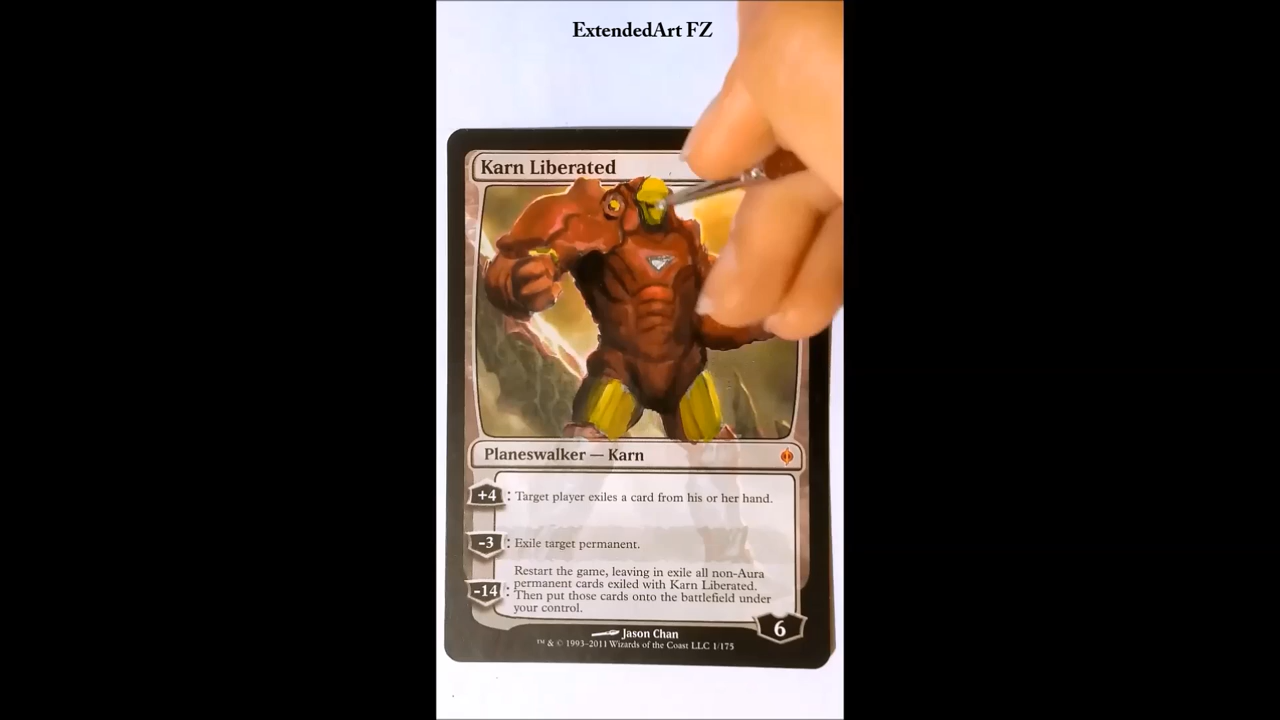 ExtendedArt FZ
Karn Liberated
Planeswalker — Karn
+4 : Target player exiles a card from his or her hand.
-3 : Exile target permanent.
Restart the game, leaving in exile all non-Aura
-14 : permanent cards exiled with Karn Liberated.
Then put those cards onto the battlefield under
your control.
6
Jason Chan
™ & © 1993-2011 Wizards of the Coast LLC 1/175